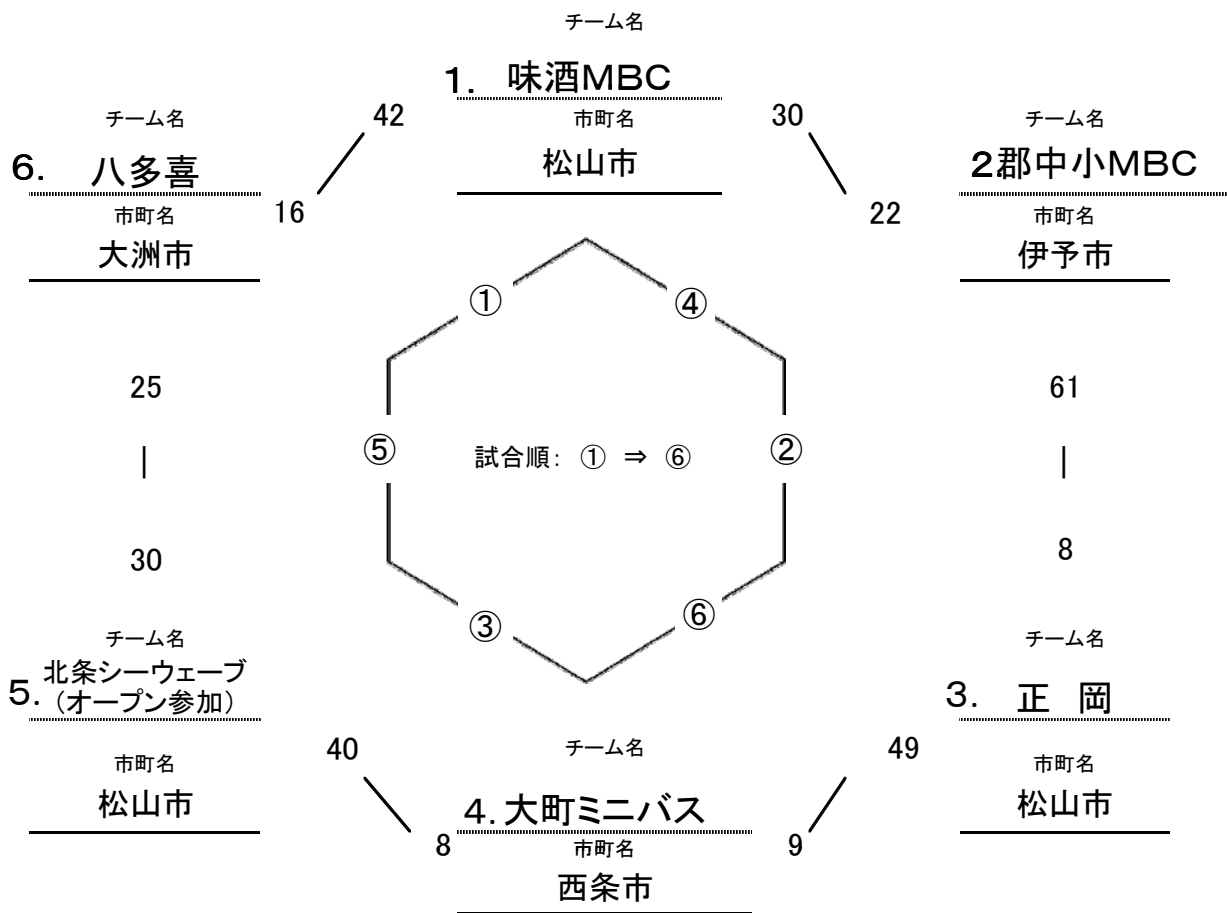 チーム名
1. 味酒MBC
市町名
松山市
42
30
チーム名
6. 八多喜
市町名
大洲市
16
22
チーム名
2.郡中小MBC
市町名
伊予市
①
④
25
|
30
⑤
試合順： ① ⇒ ⑥
②
61
|
8
③
⑥
チーム名
5. 北条シーウェーブ
（オープン参加）
市町名
松山市
40
8
チーム名
4. 大町ミニバス
市町名
西条市
49
9
チーム名
3. 正 岡
市町名
松山市